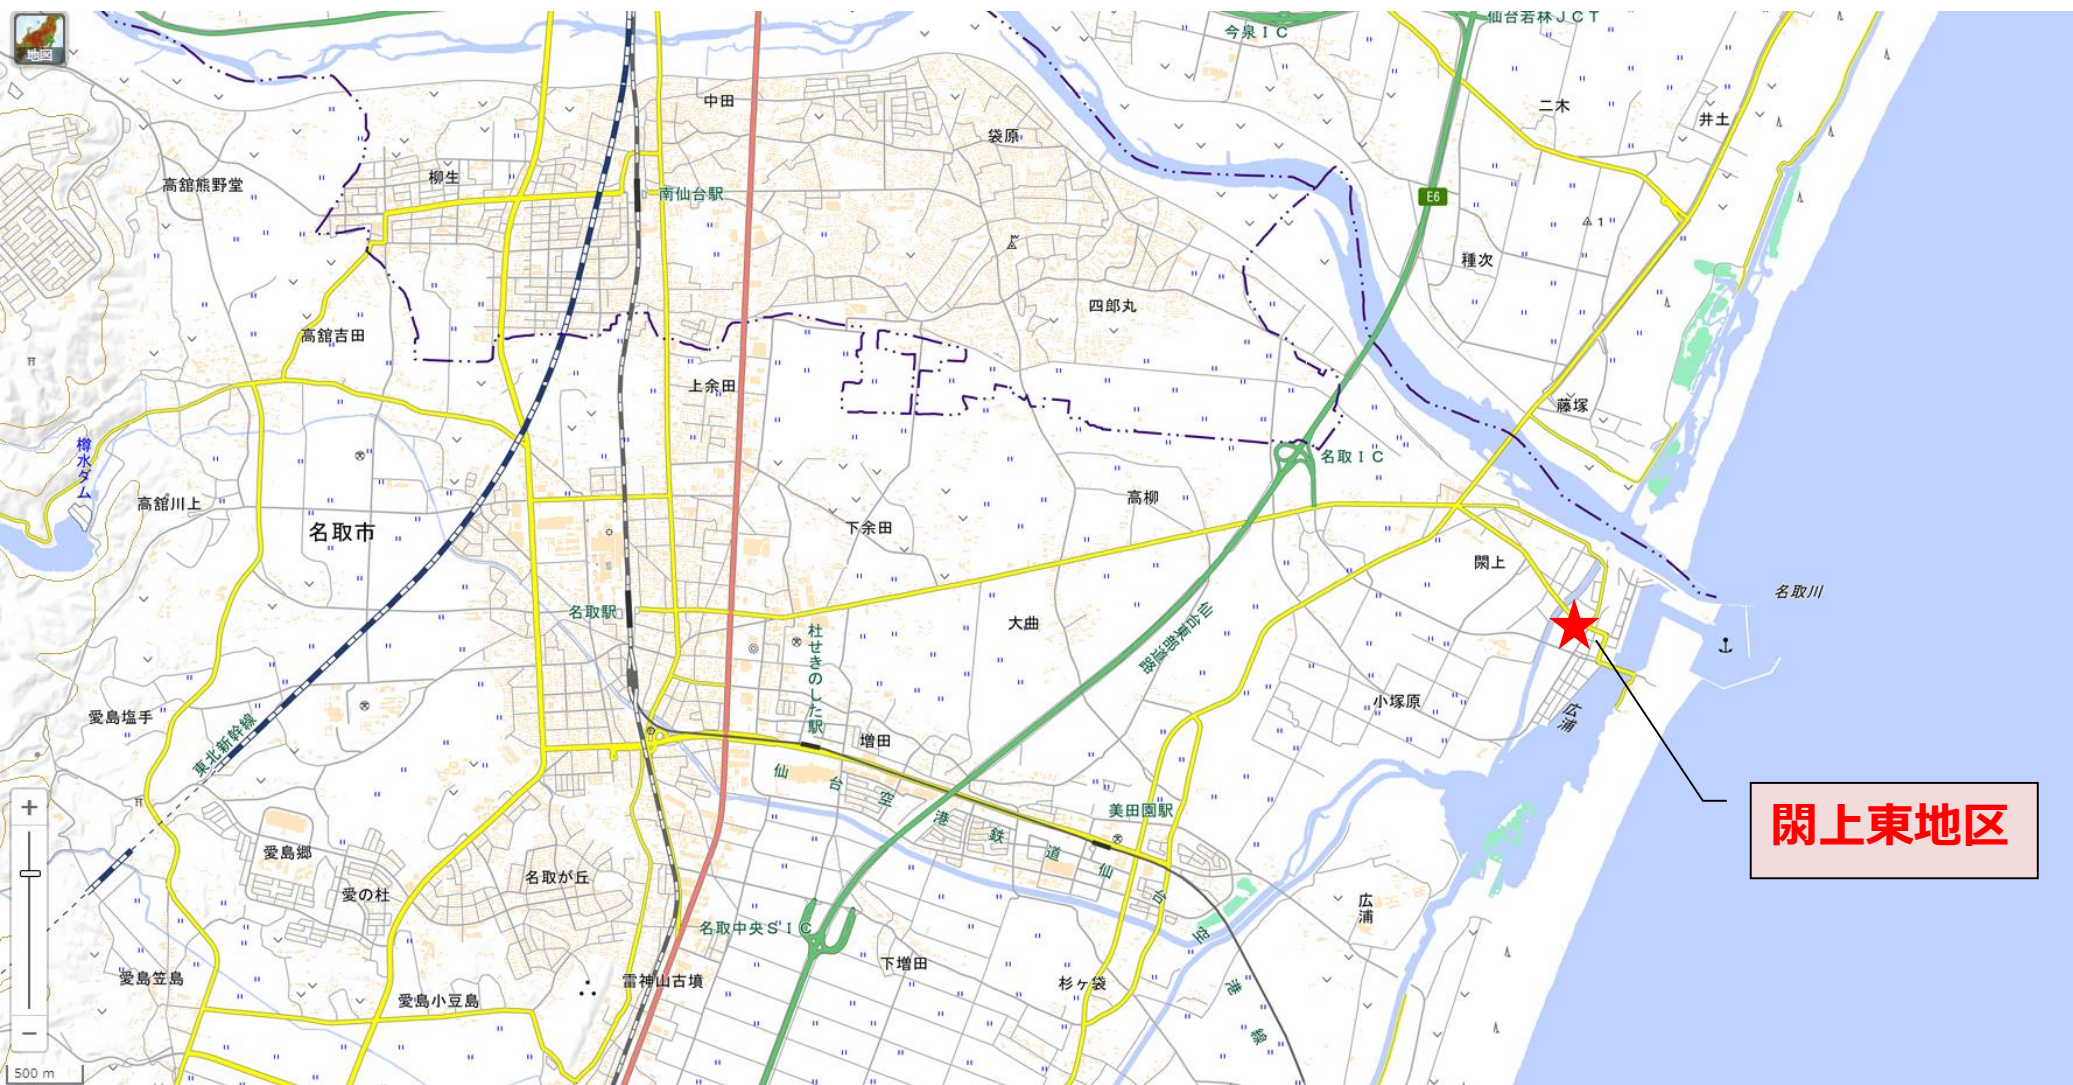 地図
仙台若林JCT
今泉IC
中田
二木
井土
袋原
柳生
高舘熊野堂
南仙台駅
E6
1
種次
四郎丸
高舘吉田
上余田
藤塚
樽水ダム
名取IC
高舘川上
高柳
名取市
下余田
閖上
名取川
名取駅
大曲
杜せきのした駅
仙台東部道路
小塚原
広浦
愛島塩手
東北新幹線
増田
仙台空港鉄道仙台空港線
美田園駅
閖上東地区
愛島郷
名取が丘
愛の杜
広浦
名取中央SIC
下増田
愛島笠島
雷神山古墳
杉ヶ袋
愛島小豆島
500 m